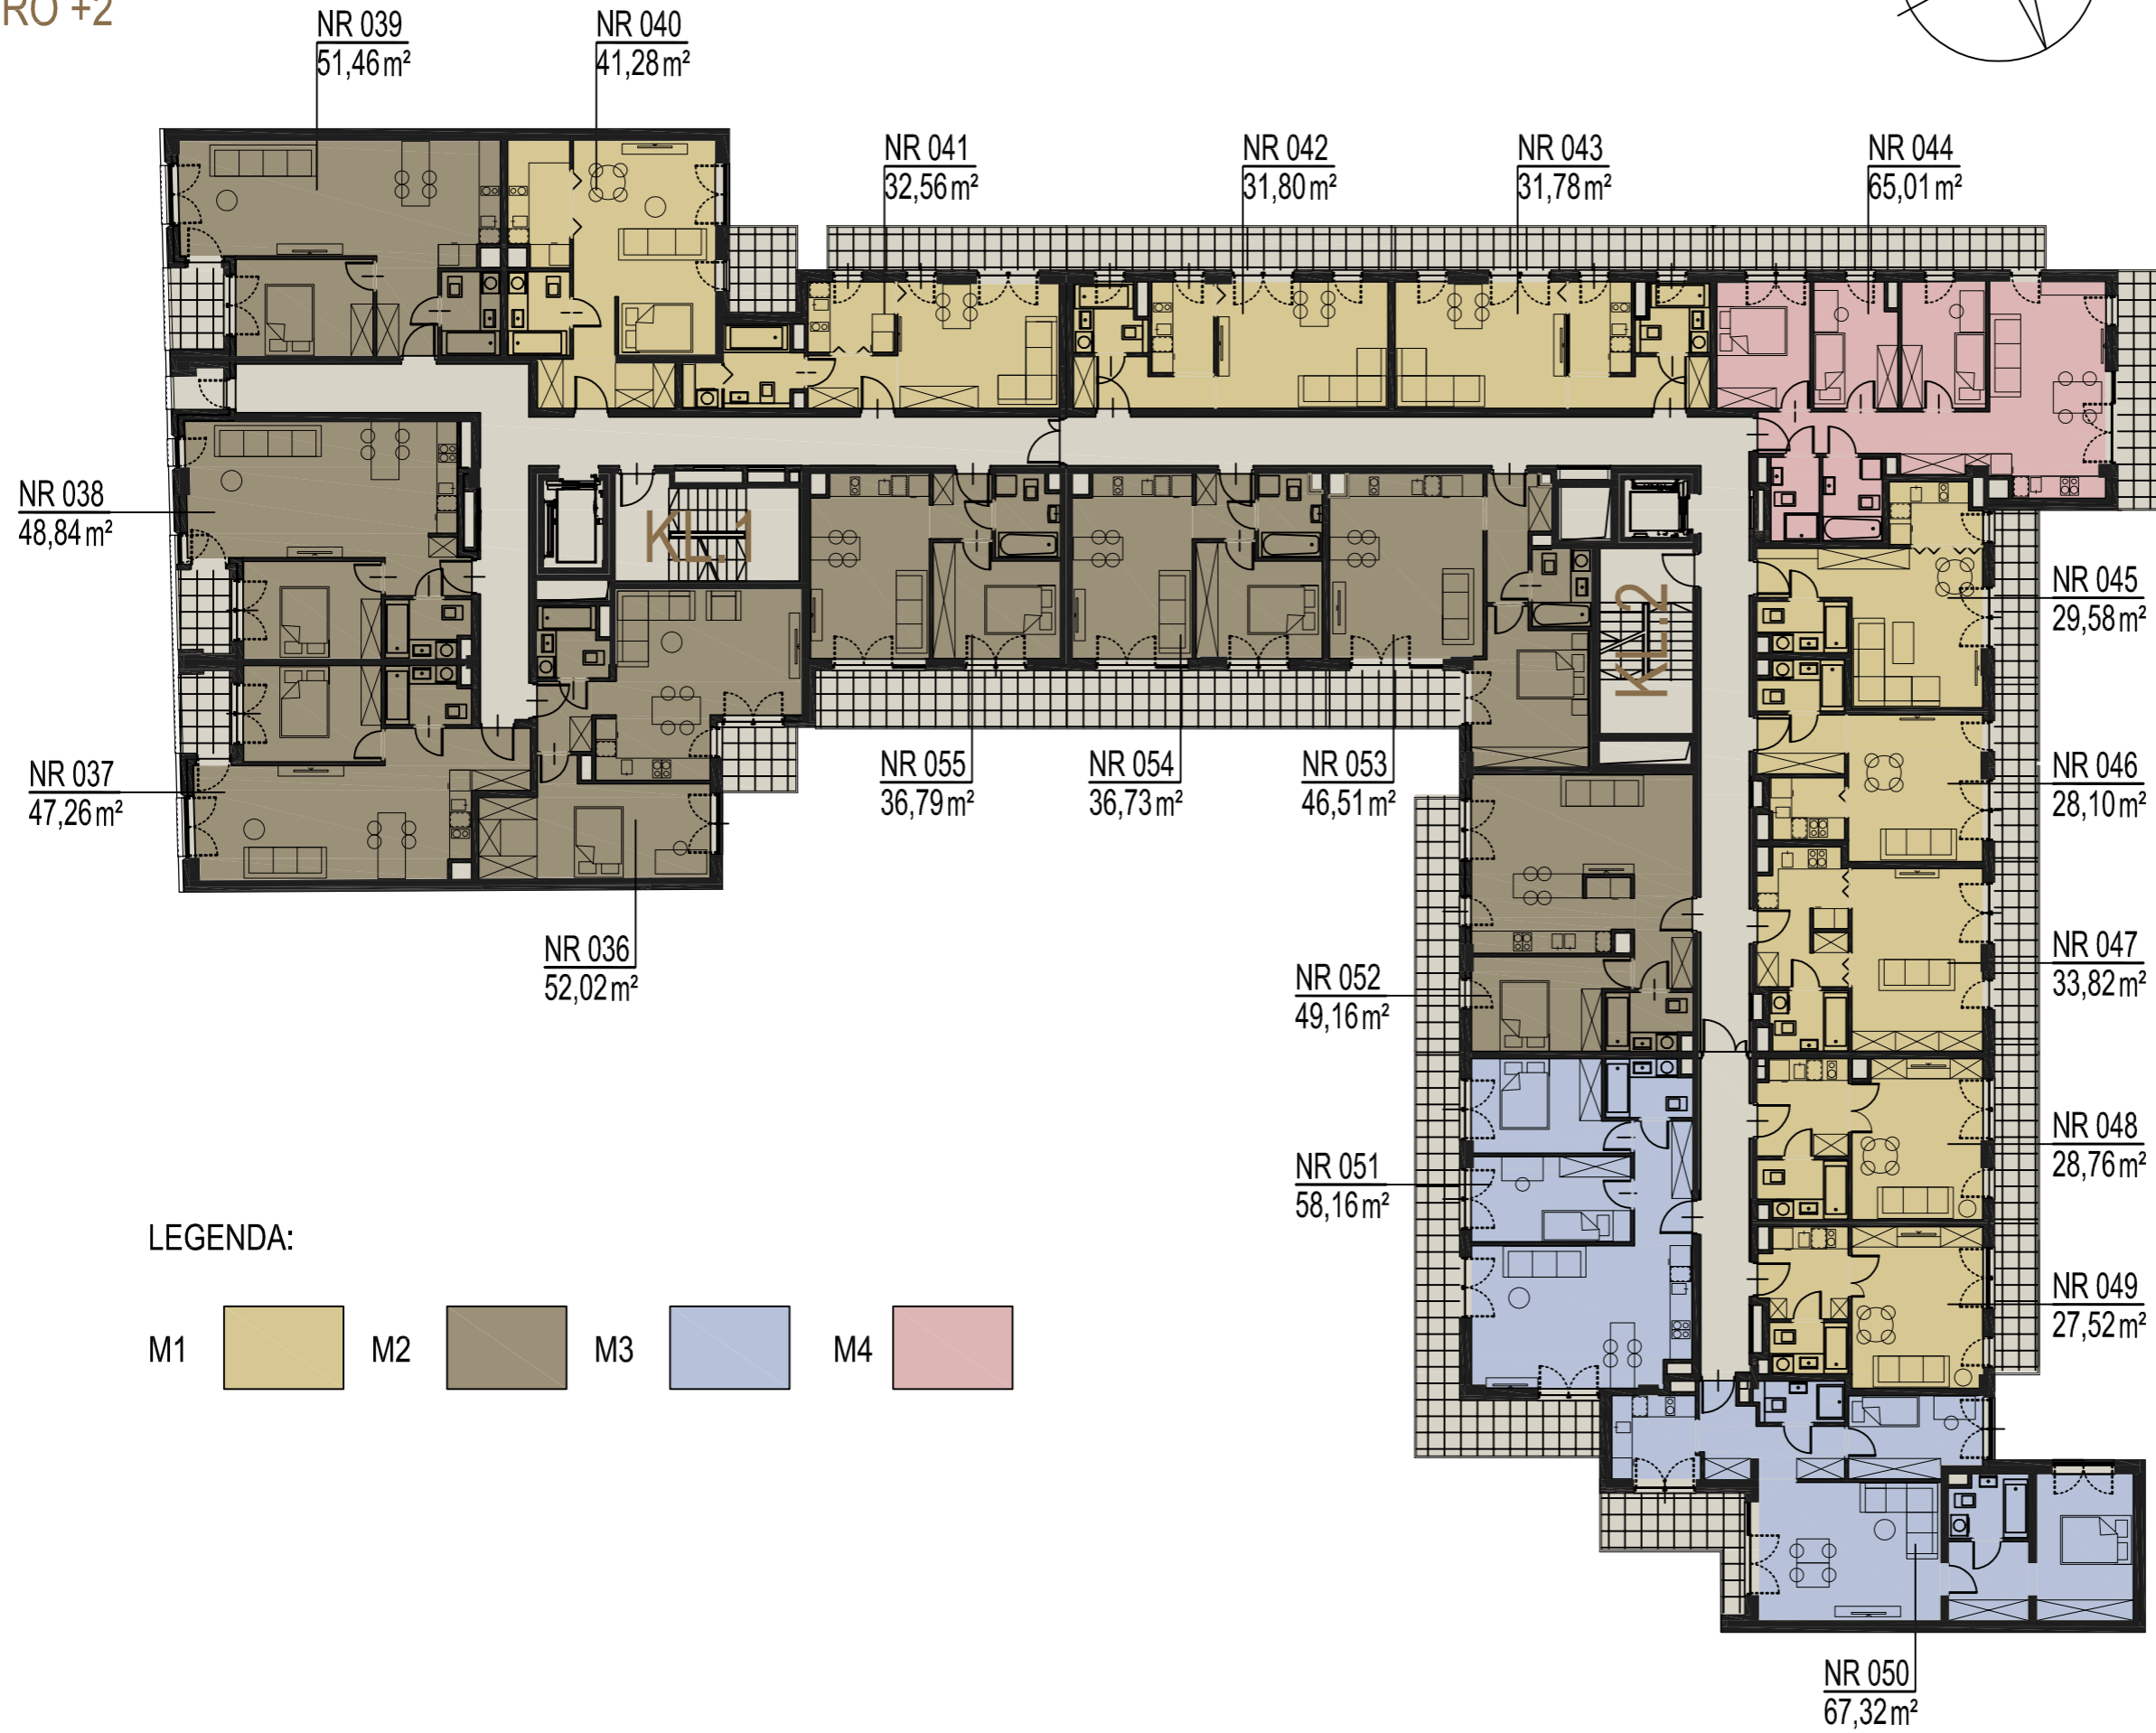 RO +2
NR 039
51,46 m²
NR 040
41,28 m²
NR 041
32,56 m²
NR 042
31,80 m²
NR 043
31,78 m²
NR 044
65,01 m²
NR 038
48,84 m²
KL.1
KL.2
NR 045
29,58 m²
NR 037
47,26 m²
NR 055
36,79 m²
NR 054
36,73 m²
NR 053
46,51 m²
NR 046
28,10 m²
NR 036
52,02 m²
NR 052
49,16 m²
NR 047
33,82 m²
NR 051
58,16 m²
NR 048
28,76 m²
NR 049
27,52 m²
LEGENDA:
M1 M2 M3 M4
NR 050
67,32 m²